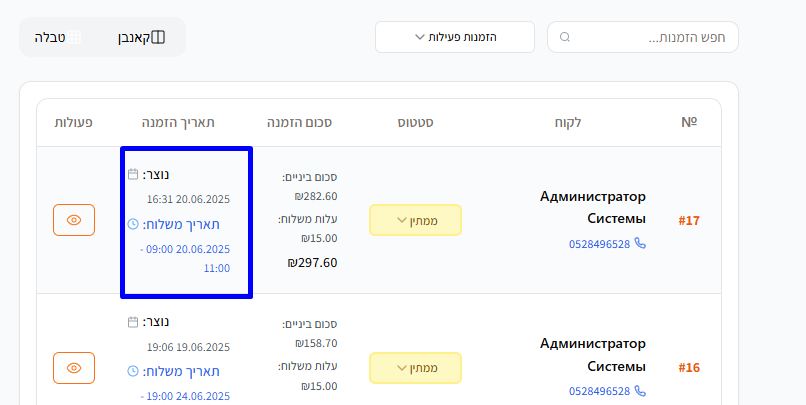 חפש הזמנות...
הזמנות פעילות
קאנבן
טבלה
№
לקוח
סטטוס
סכום הזמנה
תאריך הזמנה
פעולות
#17
Администратор
Системы
0528496528
ממתין
סכום ביניים:
₪282.60
עלות משלוח:
₪15.00
₪297.60
נוצר:
20.06.2025 16:31
תאריך משלוח:
20.06.2025 09:00 -
11:00
#16
Администратор
Системы
0528496528
ממתין
סכום ביניים:
₪158.70
עלות משלוח:
₪15.00
נוצר:
19.06.2025 19:06
תאריך משלוח:
24.06.2025 19:00 -